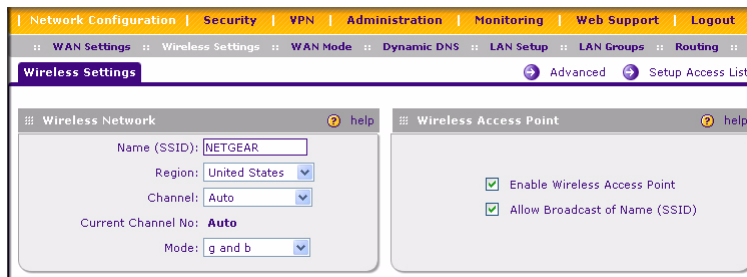 | Network Configuration | Security | VPN | Administration | Monitoring | Web Support | Logout
:: WAN Settings :: Wireless Settings :: WAN Mode :: Dynamic DNS :: LAN Setup :: LAN Groups :: Routing ::
Wireless Settings Advanced Setup Access List
Wireless Network ? help
Name (SSID): NETGEAR
Region: United States
Channel: Auto
Current Channel No: Auto
Mode: g and b
Wireless Access Point ? help
Enable Wireless Access Point
Allow Broadcast of Name (SSID)